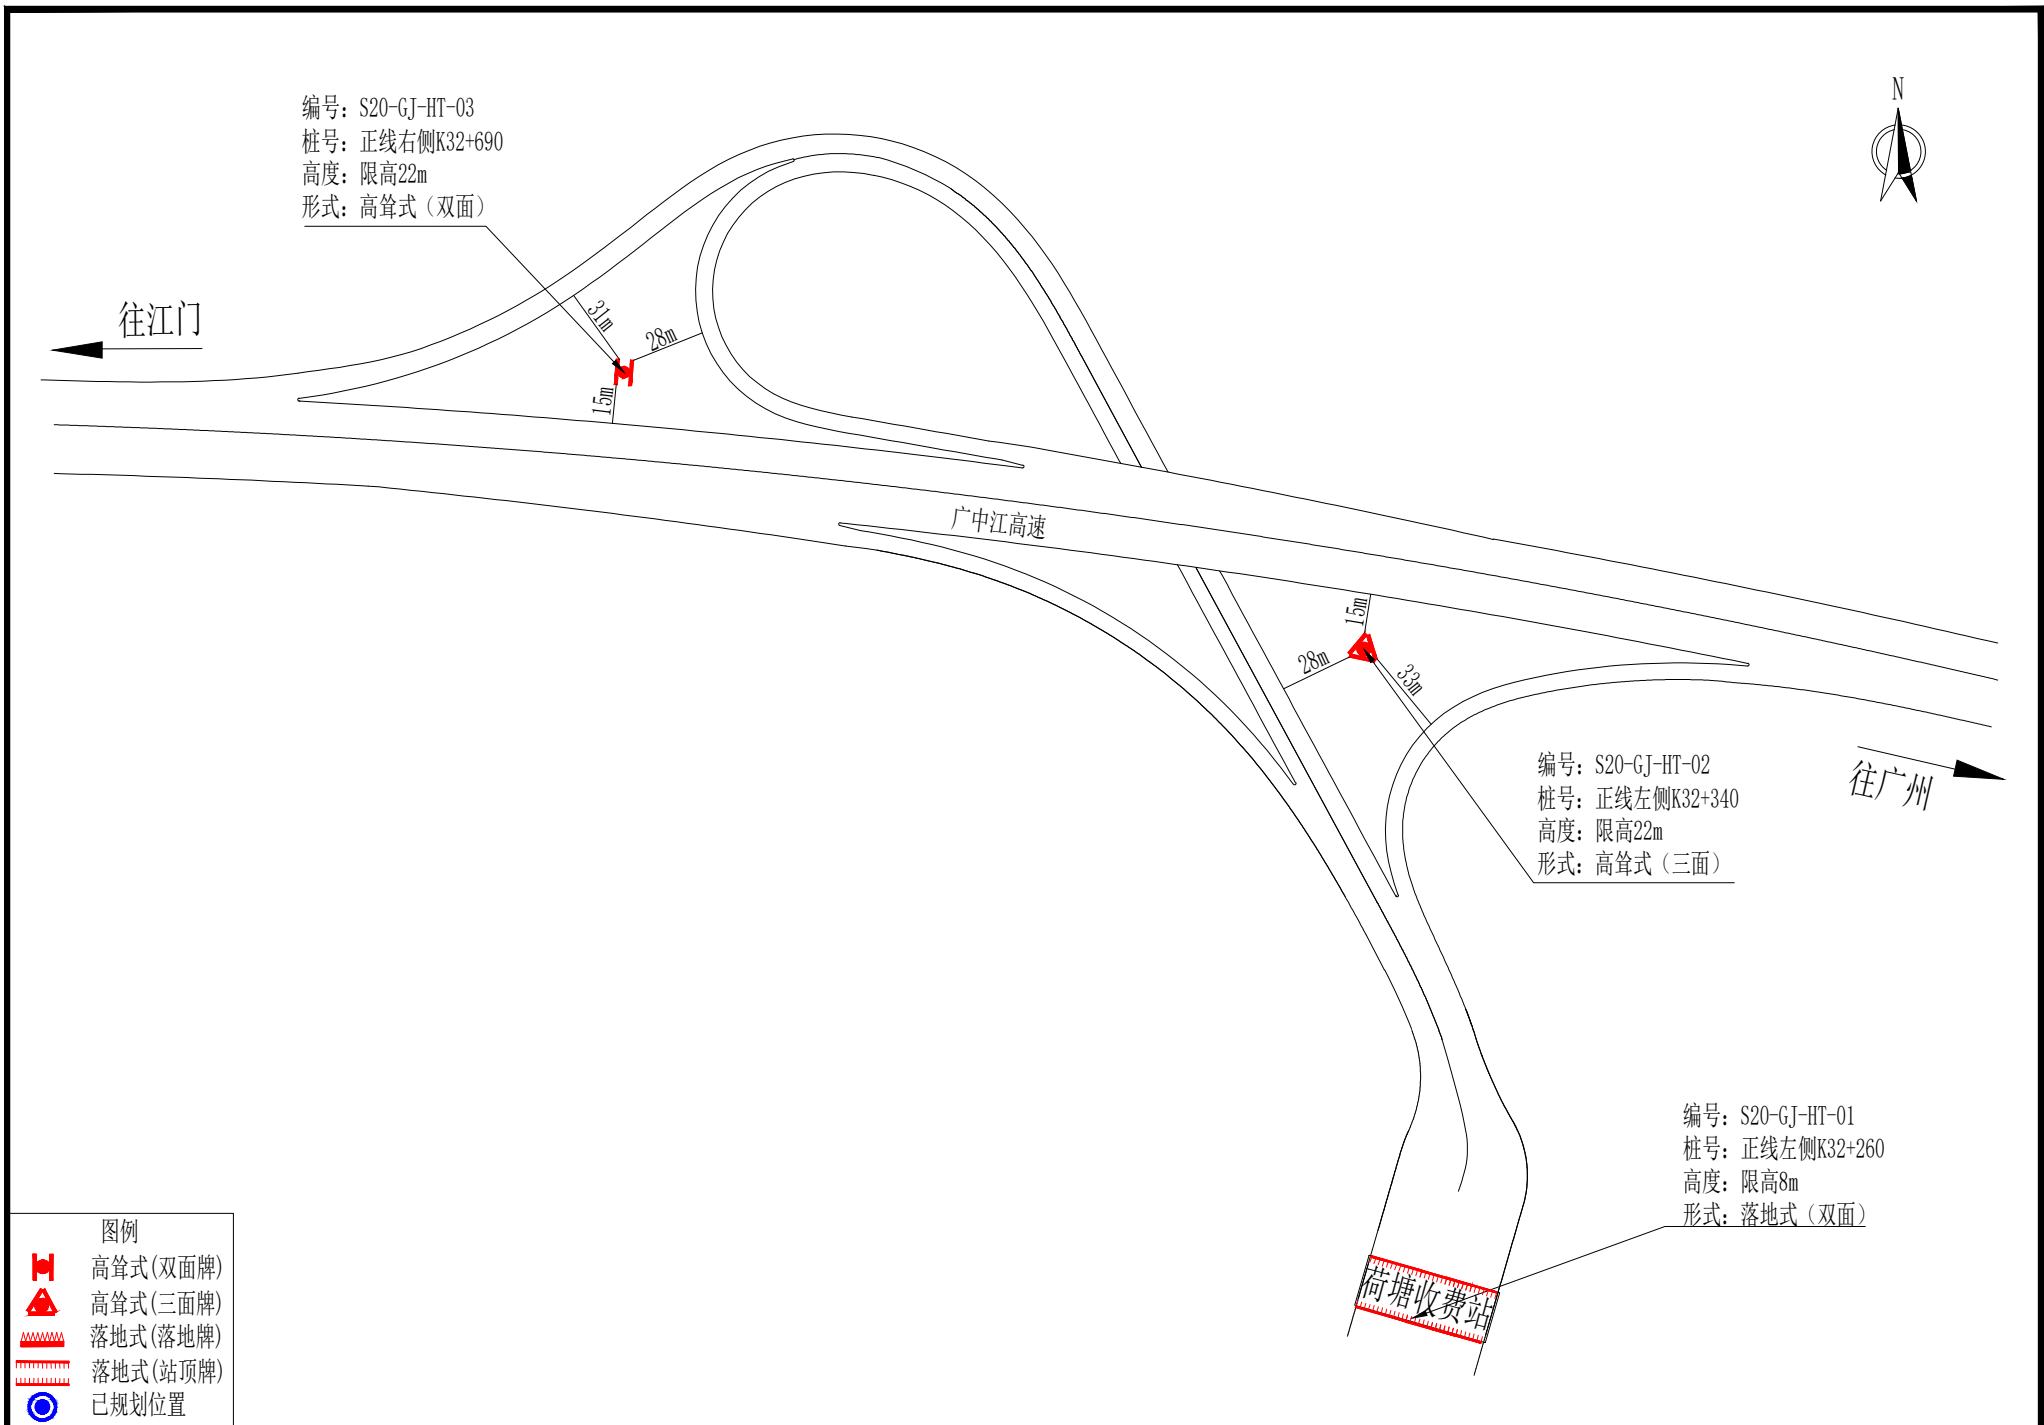 编号：S20-GJ-HT-03
桩号：正线右侧K32+690
高度：限高22m
形式：高耸式（双面）
N
往江门
31m
28m
15m
广中江高速
15m
28m
33m
编号：S20-GJ-HT-02
桩号：正线左侧K32+340
高度：限高22m
形式：高耸式（三面）
往广州
编号：S20-GJ-HT-01
桩号：正线左侧K32+260
高度：限高8m
形式：落地式（双面）
荷塘收费站
图例
高耸式(双面牌)
高耸式(三面牌)
落地式(落地牌)
落地式(站顶牌)
已规划位置